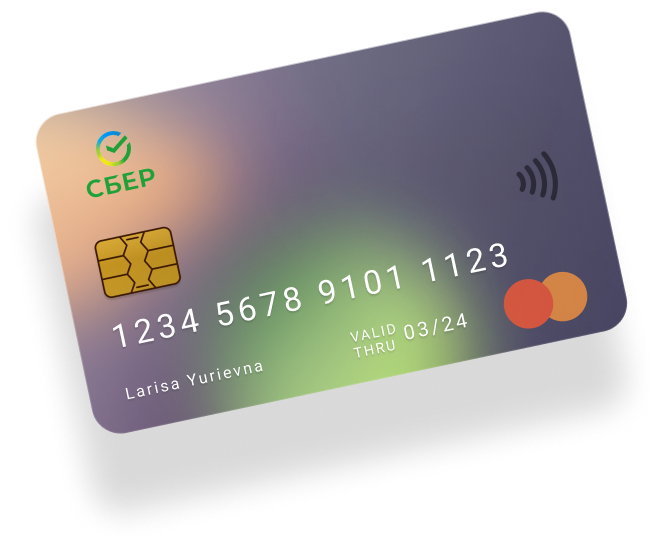 СБЕР
1234 5678 9101 1123
VALID
THRU 03/24
Larisa Yurievna